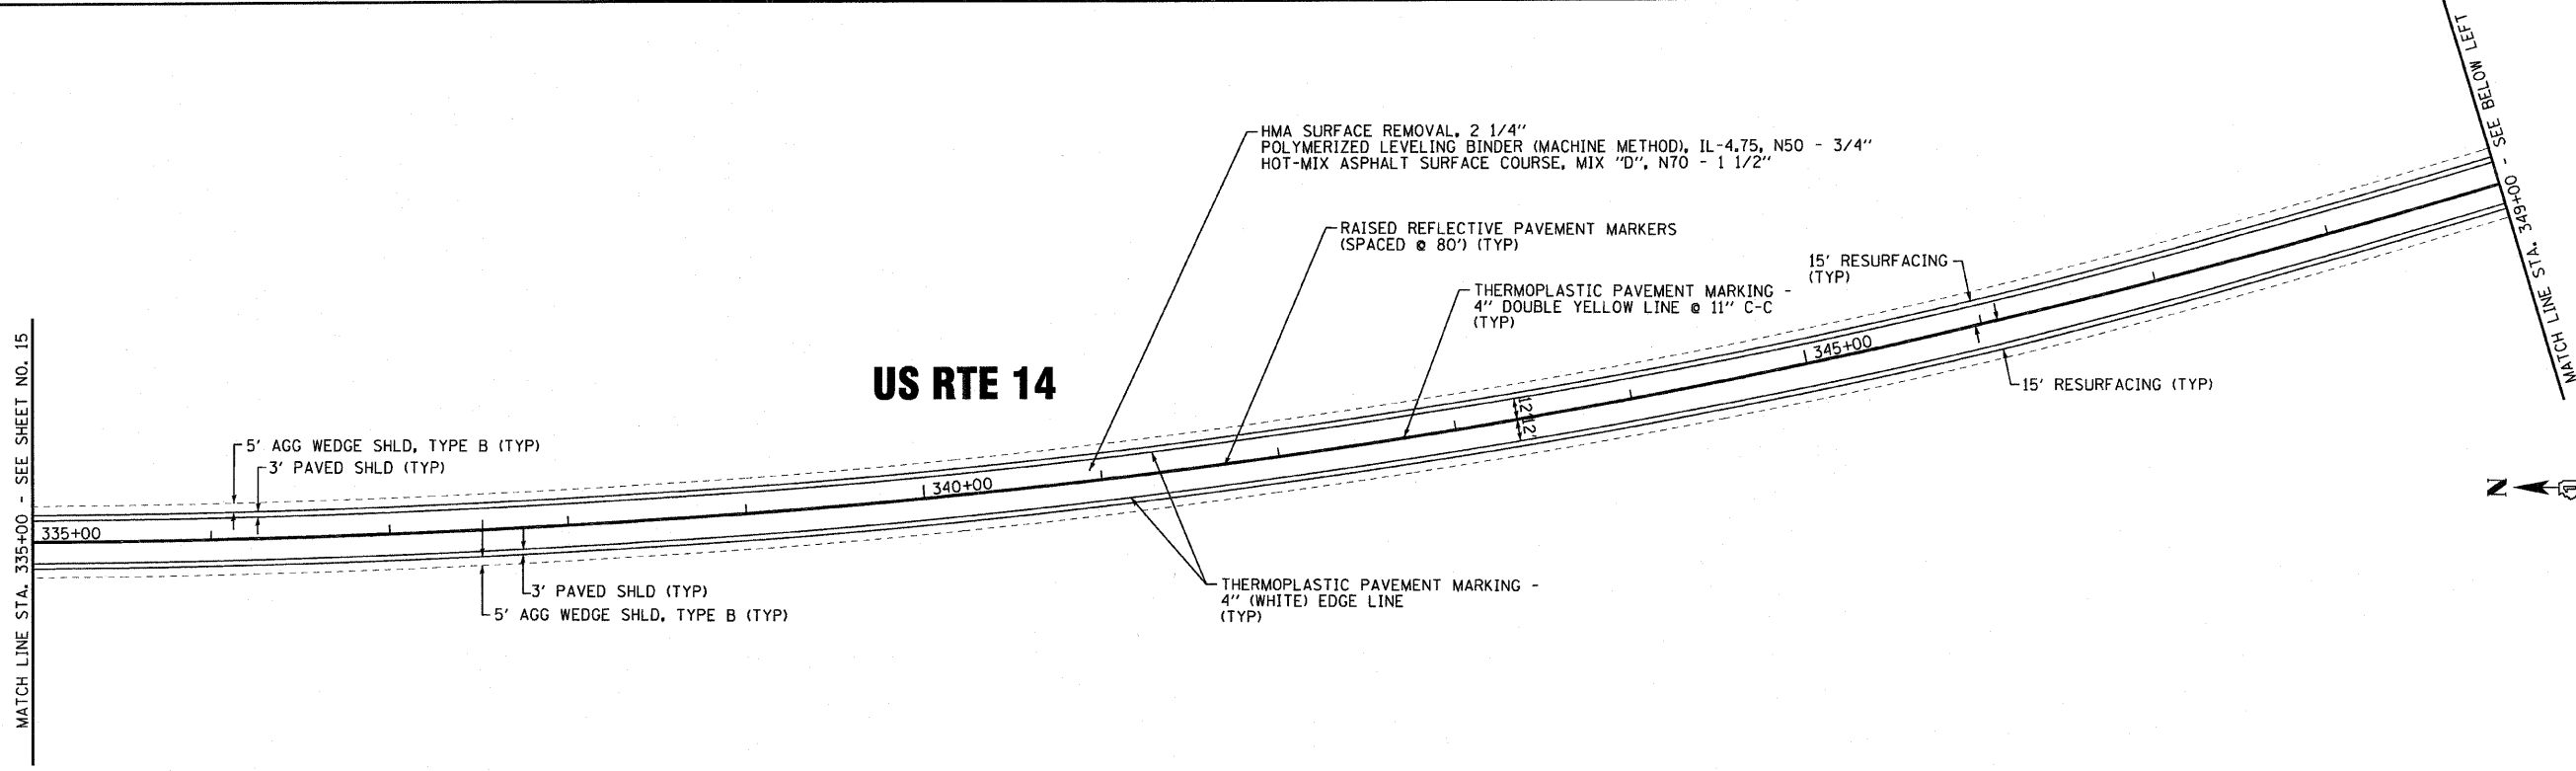 MATCH LINE STA. 335+00 - SEE SHEET NO. 15
335+00
5' AGG WEDGE SHLD, TYPE B (TYP)
3' PAVED SHLD (TYP)
3' PAVED SHLD (TYP)
5' AGG WEDGE SHLD, TYPE B (TYP)
US RTE 14
340+00
HMA SURFACE REMOVAL, 2 1/4"
POLYMERIZED LEVELING BINDER (MACHINE METHOD), IL-4.75, N50 - 3/4"
HOT-MIX ASPHALT SURFACE COURSE, MIX "D", N70 - 1 1/2"
RAISED REFLECTIVE PAVEMENT MARKERS
(SPACED @ 80') (TYP)
THERMOPLASTIC PAVEMENT MARKING -
4" DOUBLE YELLOW LINE @ 11" C-C
(TYP)
THERMOPLASTIC PAVEMENT MARKING -
4" (WHITE) EDGE LINE
(TYP)
12'
12'
15' RESURFACING
(TYP)
345+00
15' RESURFACING (TYP)
MATCH LINE STA. 349+00 - SEE BELOW LEFT
N